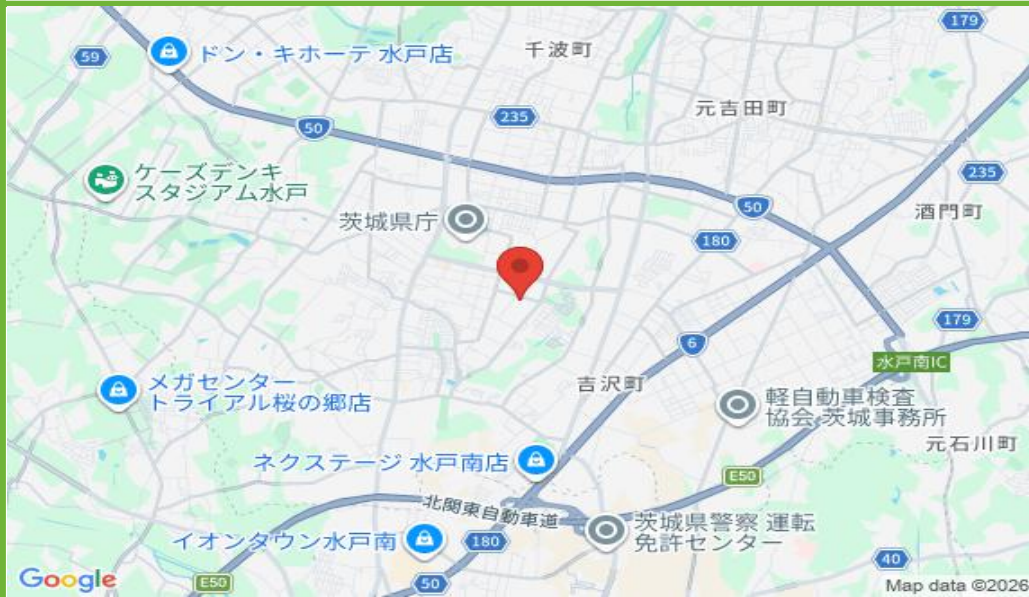 179
59
ドン・キホーテ 水戸店
千波町
235
元吉田町
50
ケーズデンキ
スタジアム水戸
235
50
酒門町
茨城県庁
180
179
6
水戸南IC
メガセンター
トライアル桜の郷店
吉沢町
軽自動車検査
協会 茨城事務所
元石川町
ネクステージ 水戸南店
E50
北関東自動車道
茨城県警察 運転
免許センター
イオンタウン水戸南
180
40
Google
E50
50
Map data ©2026